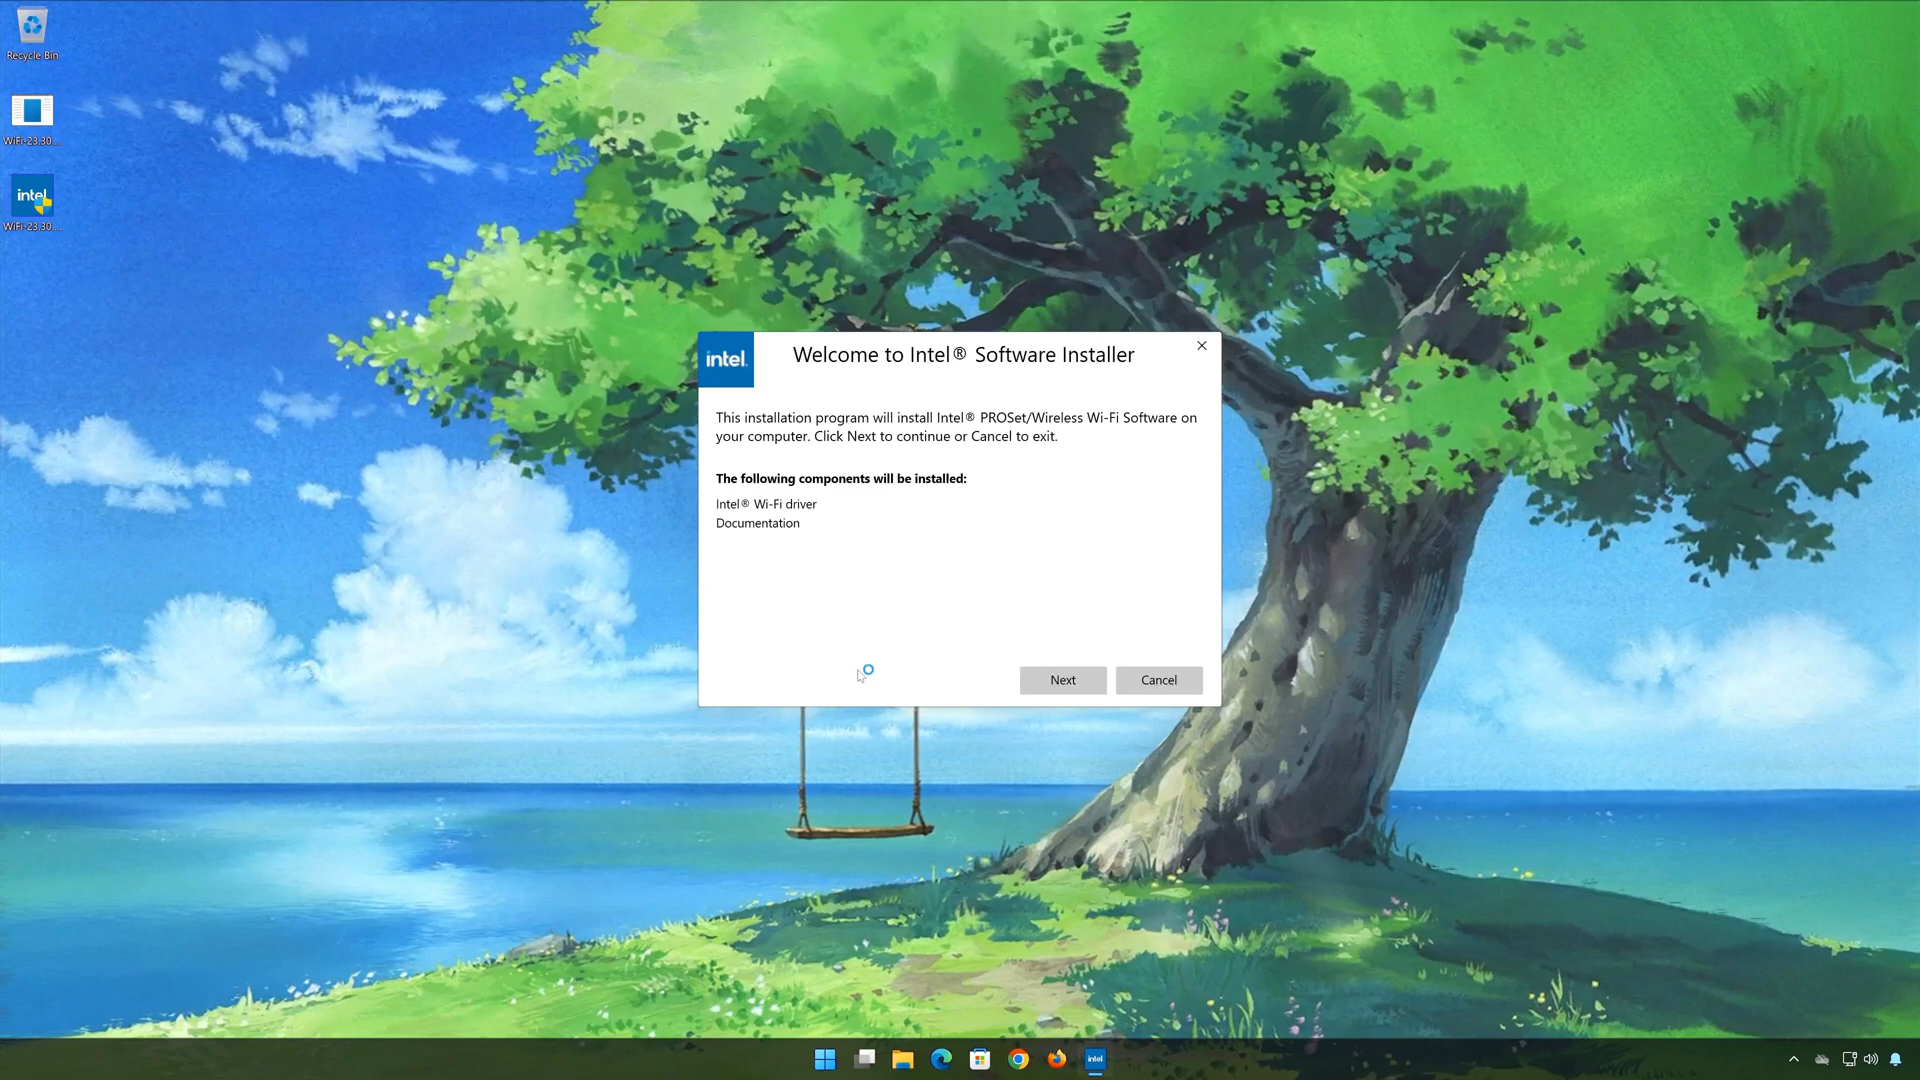 Recycle Bin
WiFi-23.30....
intel
WiFi-23.30....
intel.
Welcome to Intel® Software Installer
This installation program will install Intel® PROSet/Wireless Wi-Fi Software on
your computer. Click Next to continue or Cancel to exit.
The following components will be installed:
Intel® Wi-Fi driver
Documentation
Next
Cancel
intel